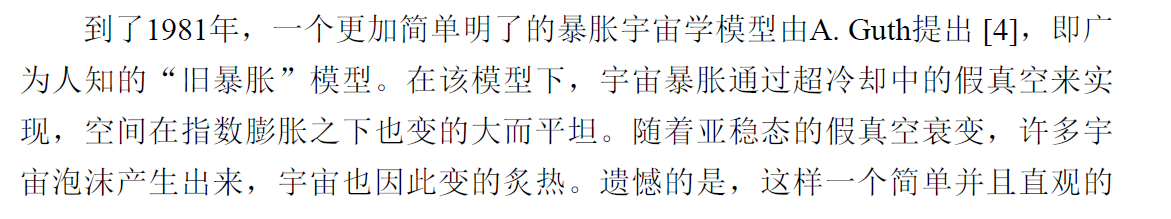 到了1981年，一个更加简单明了的暴胀宇宙学模型由A. Guth提出 [4]，即广
为人知的“旧暴胀”模型。在该模型下，宇宙暴胀通过超冷却中的假真空来实
现，空间在指数膨胀之下也变的大而平坦。随着亚稳态的假真空衰变，许多宇
宙泡沫产生出来，宇宙也因此变的炙热。遗憾的是，这样一个简单并且直观的